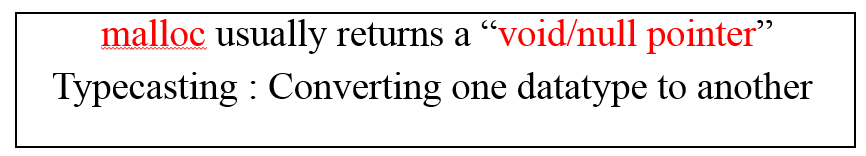 malloc usually returns a “void/null pointer”
Typecasting : Converting one datatype to another